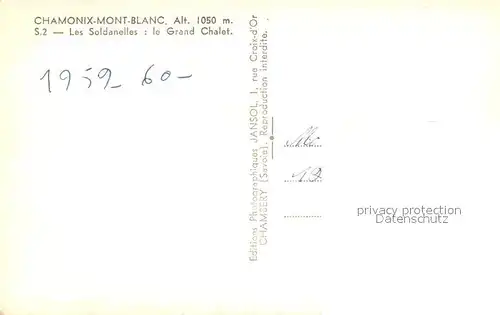 CHAMONIX-MONT-BLANC, Alt. 1050 m.
S.2 — Les Soldanelles : le Grand Chalet.
1959-60-
Editions Photographiques JANSOL, 1, rue Croix-d'Or
CHAMBERY (Savoie). Reproduction interdite.
privacy protection
Datenschutz